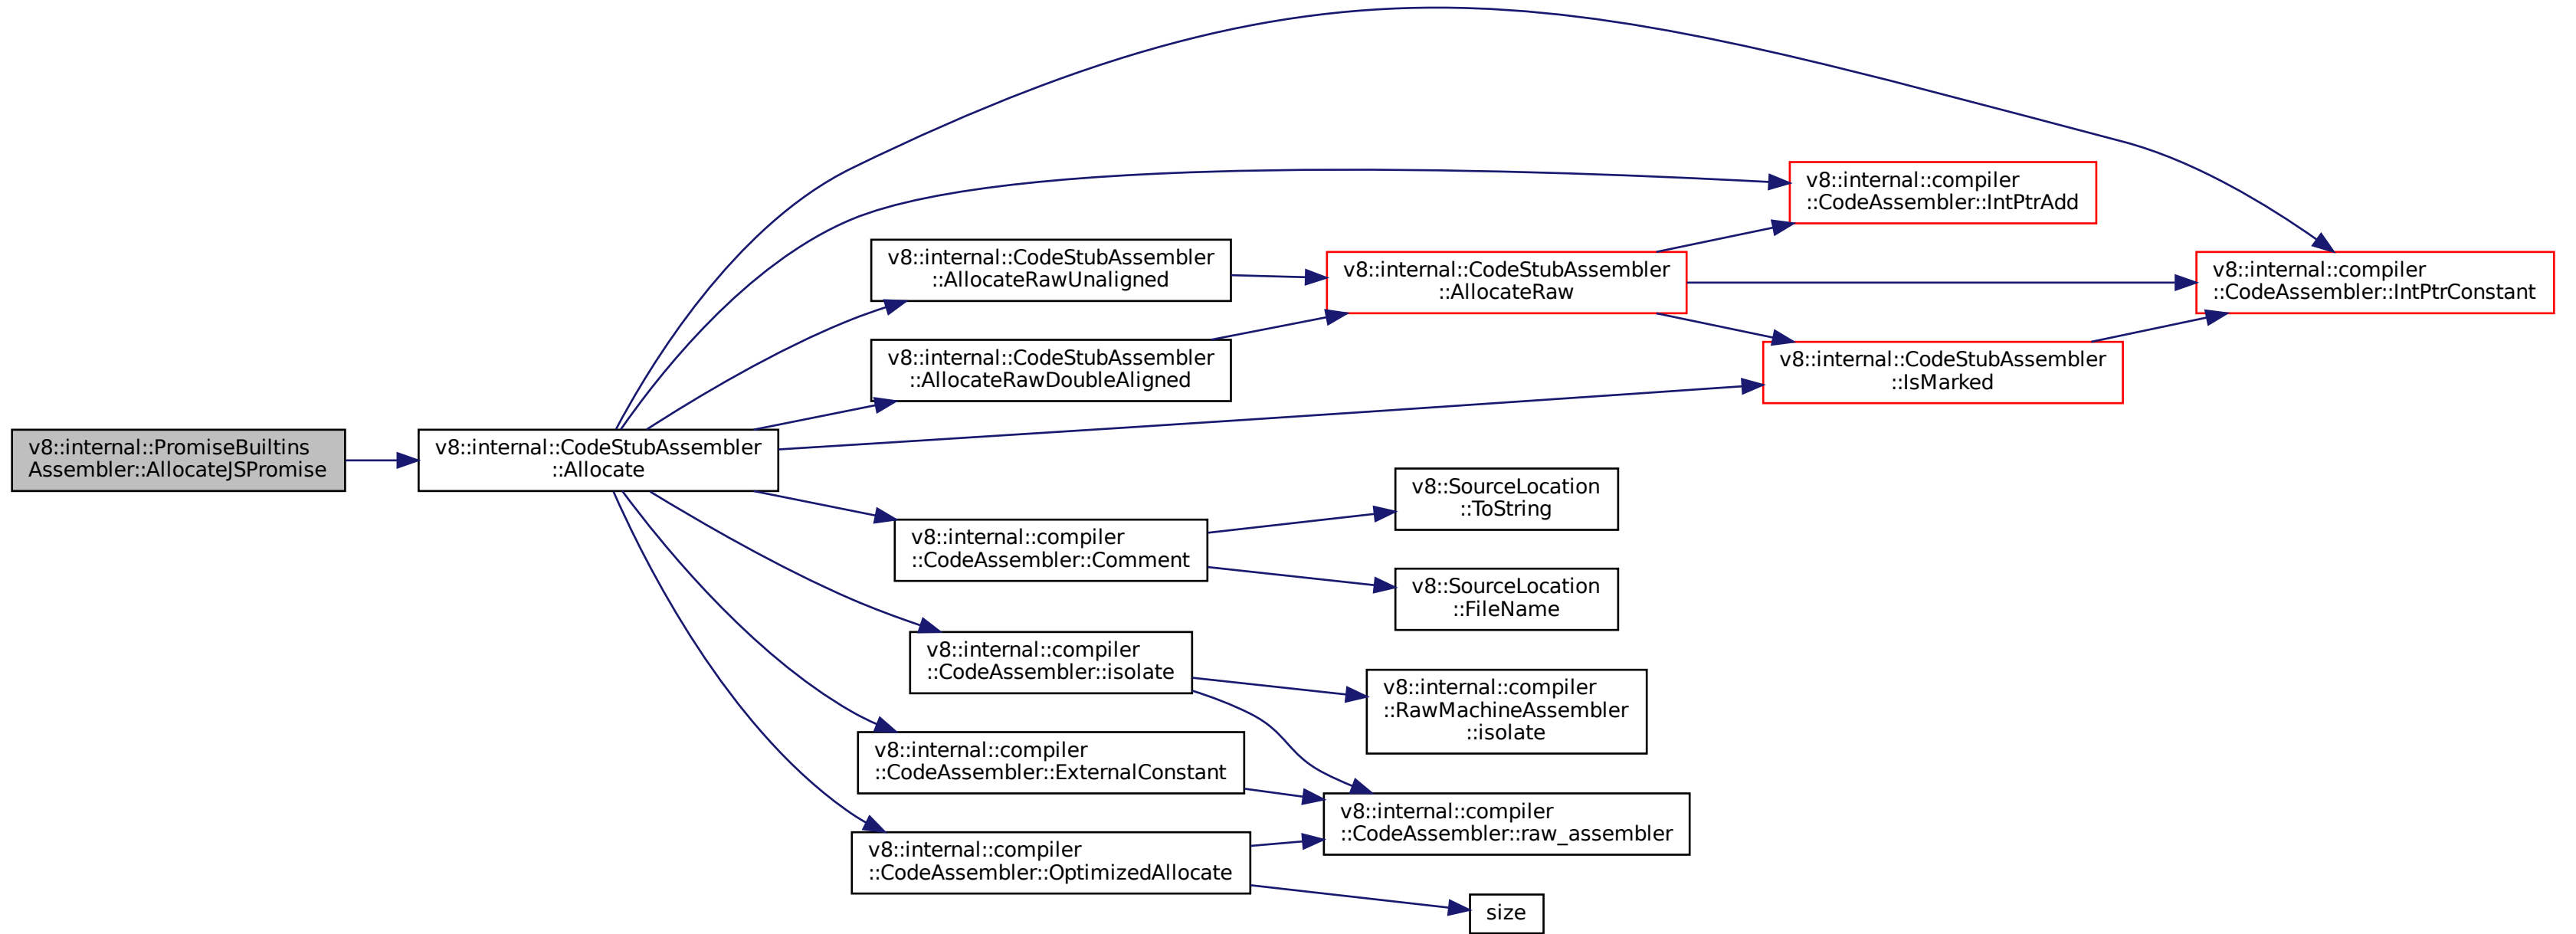 v8::internal::PromiseBuiltins
Assembler::AllocateJSPromise
v8::internal::CodeStubAssembler
::Allocate
v8::internal::CodeStubAssembler
::AllocateRawUnaligned
v8::internal::CodeStubAssembler
::AllocateRawDoubleAligned
v8::internal::compiler
::CodeAssembler::Comment
v8::internal::compiler
::CodeAssembler::isolate
v8::internal::compiler
::CodeAssembler::ExternalConstant
v8::internal::compiler
::CodeAssembler::OptimizedAllocate
v8::internal::CodeStubAssembler
::AllocateRaw
v8::SourceLocation
::ToString
v8::SourceLocation
::FileName
v8::internal::compiler
::RawMachineAssembler
::isolate
v8::internal::compiler
::CodeAssembler::raw_assembler
size
v8::internal::compiler
::CodeAssembler::IntPtrAdd
v8::internal::CodeStubAssembler
::IsMarked
v8::internal::compiler
::CodeAssembler::IntPtrConstant